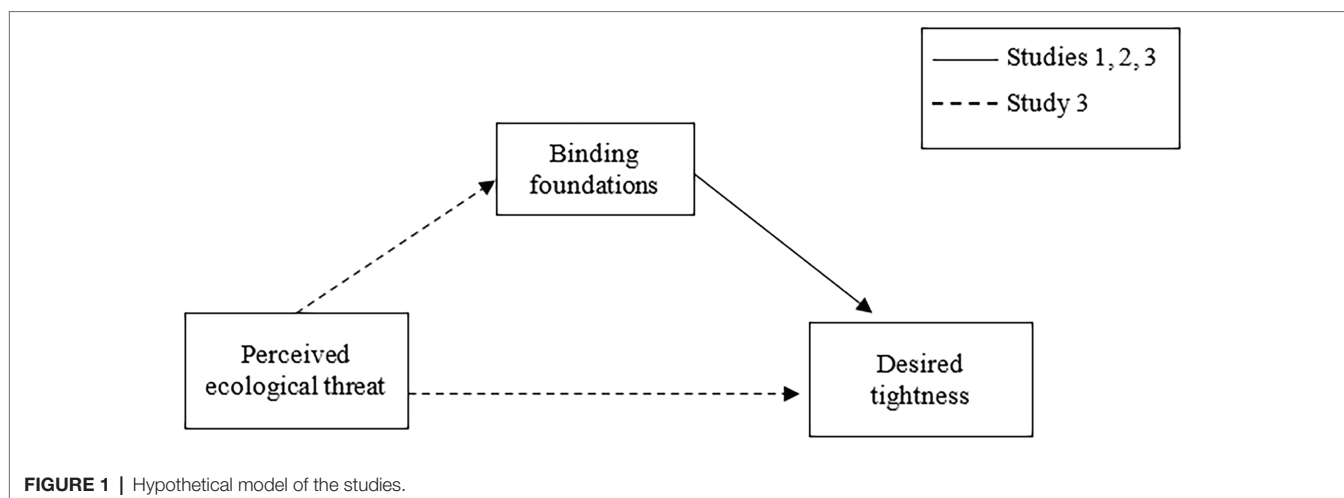 Studies 1, 2, 3
Study 3
Binding
foundations
Perceived
ecological threat
Desired
tightness
FIGURE 1 | Hypothetical model of the studies.